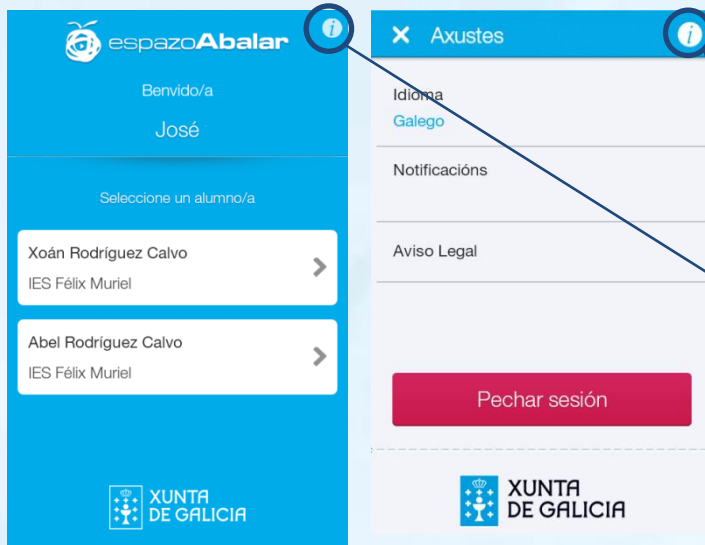 espazoAbalar
i
Benvido/a
José
Seleccione un alumno/a
Xoán Rodríguez Calvo
IES Félix Muriel
Abel Rodríguez Calvo
IES Félix Muriel
XUNTA
DE GALICIA
Axustes
i
Idioma
Galego
Notificacións
Aviso Legal
Pechar sesión
XUNTA
DE GALICIA